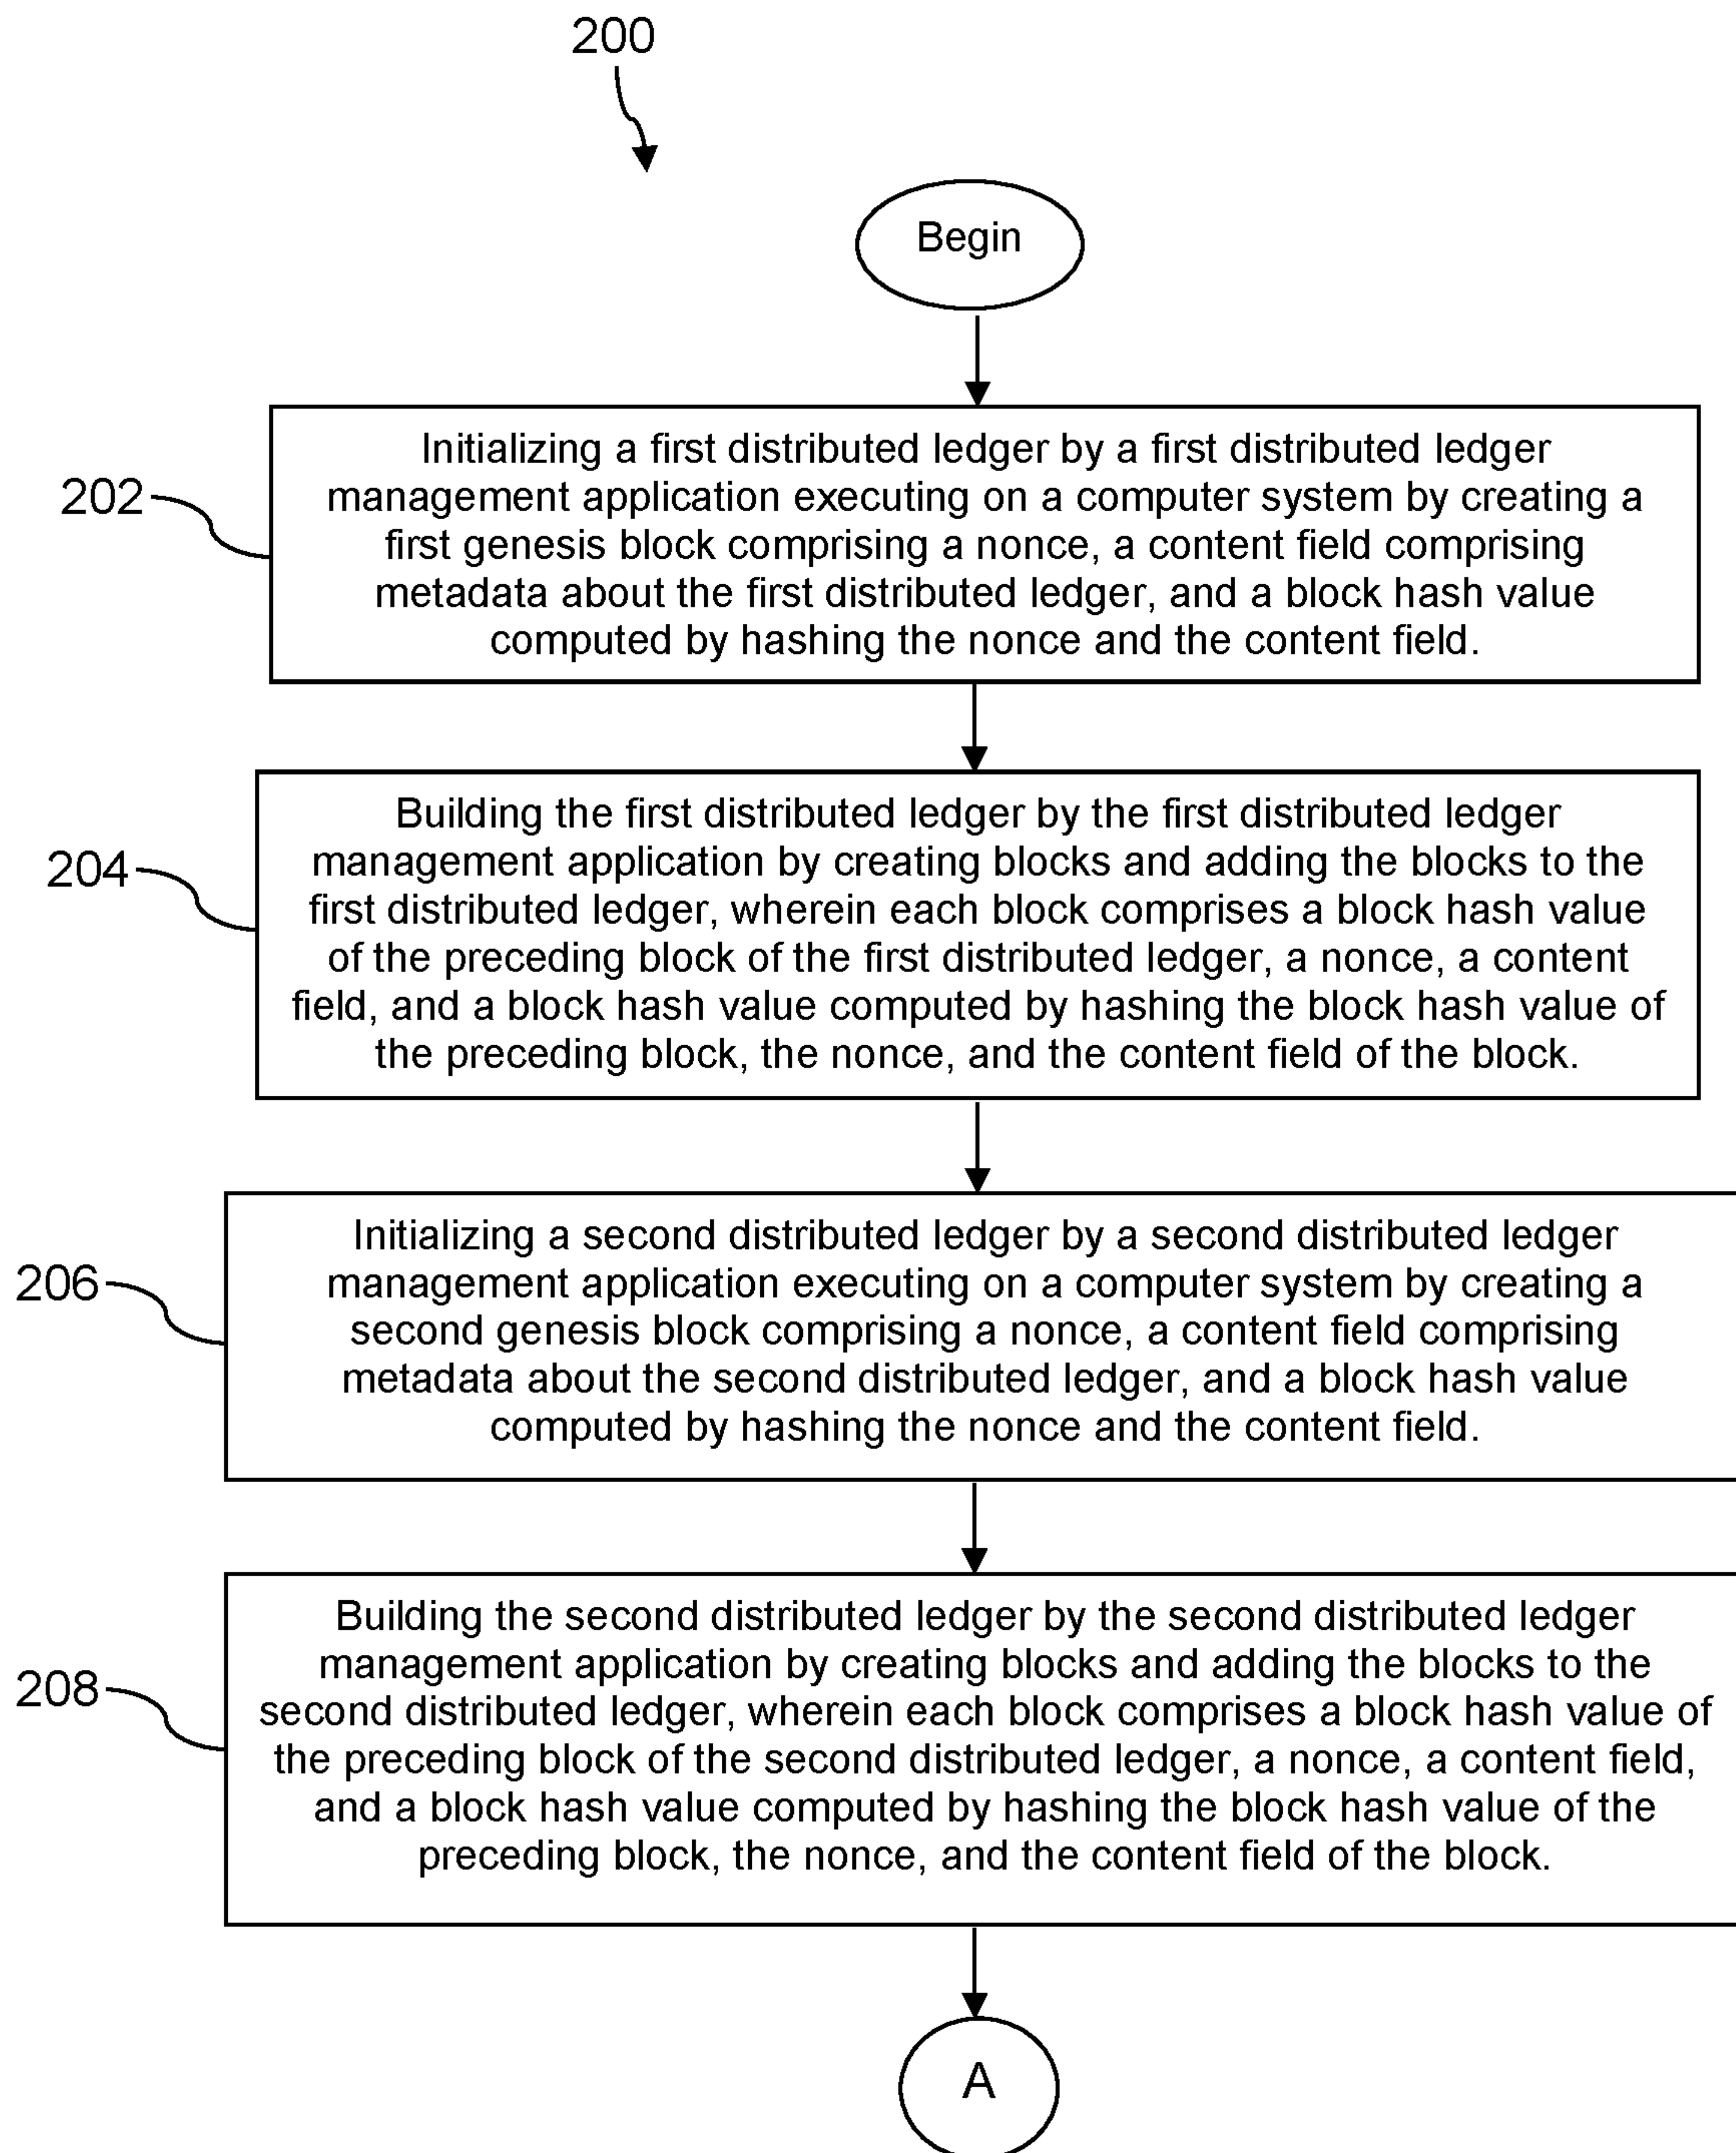 200
Begin
202
Initializing a first distributed ledger by a first distributed ledger
management application executing on a computer system by creating a
first genesis block comprising a nonce, a content field comprising
metadata about the first distributed ledger, and a block hash value
computed by hashing the nonce and the content field.
204
Building the first distributed ledger by the first distributed ledger
management application by creating blocks and adding the blocks to the
first distributed ledger, wherein each block comprises a block hash value
of the preceding block of the first distributed ledger, a nonce, a content
field, and a block hash value computed by hashing the block hash value of
the preceding block, the nonce, and the content field of the block.
206
Initializing a second distributed ledger by a second distributed ledger
management application executing on a computer system by creating a
second genesis block comprising a nonce, a content field comprising
metadata about the second distributed ledger, and a block hash value
computed by hashing the nonce and the content field.
208
Building the second distributed ledger by the second distributed ledger
management application by creating blocks and adding the blocks to the
second distributed ledger, wherein each block comprises a block hash value of
the preceding block of the second distributed ledger, a nonce, a content field,
and a block hash value computed by hashing the block hash value of the
preceding block, the nonce, and the content field of the block.
A